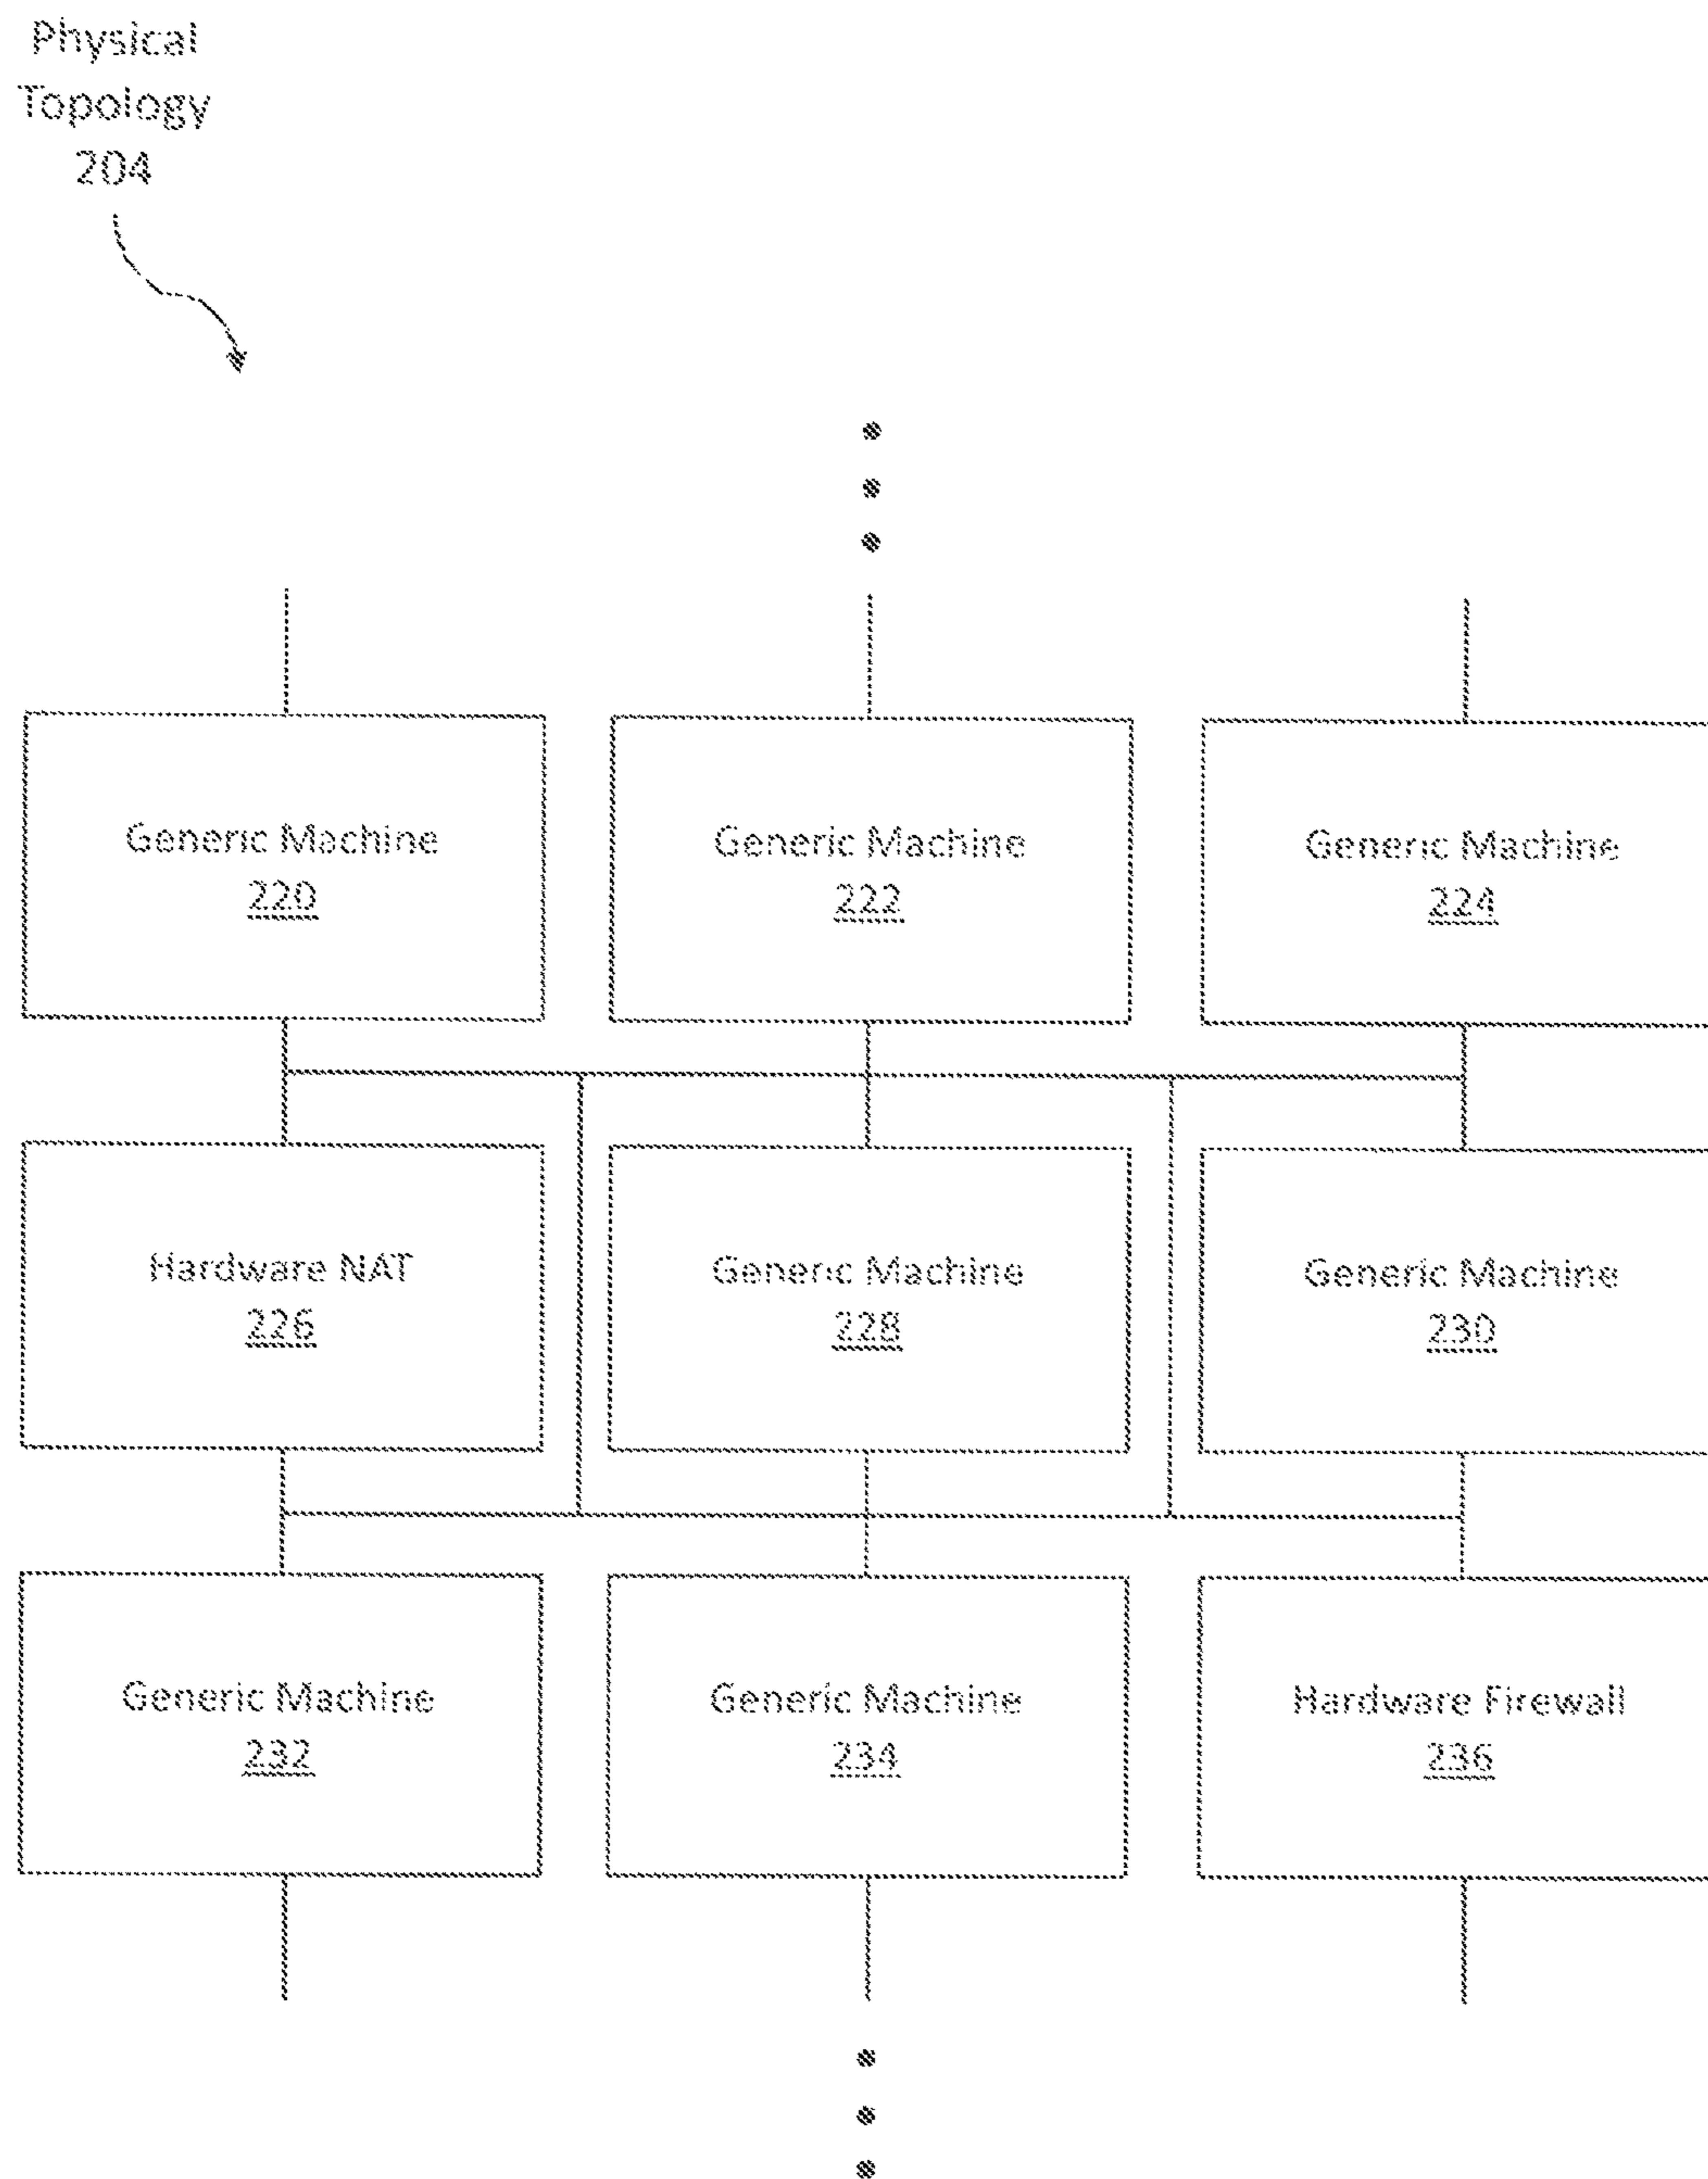 Physical
Topology
204
Generic Machine
220
Generic Machine
222
Generic Machine
224
Hardware NAT
226
Generic Machine
228
Generic Machine
230
Generic Machine
232
Generic Machine
234
Hardware Firewall
236